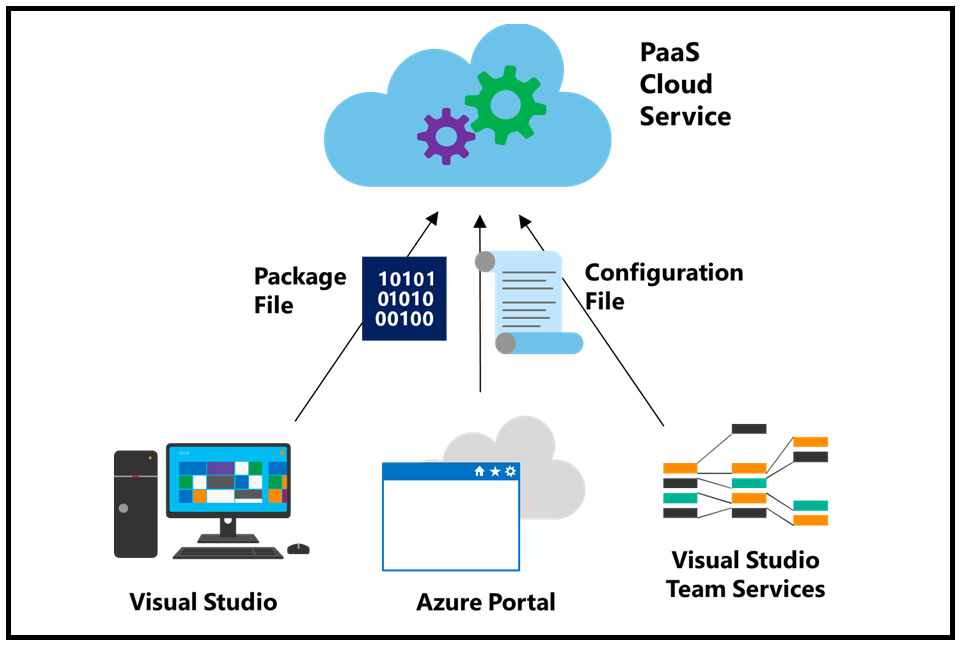 PaaS
Cloud
Service
Package
File
10101
01010
00100
Configuration
File
Visual Studio
Azure Portal
Visual Studio
Team Services